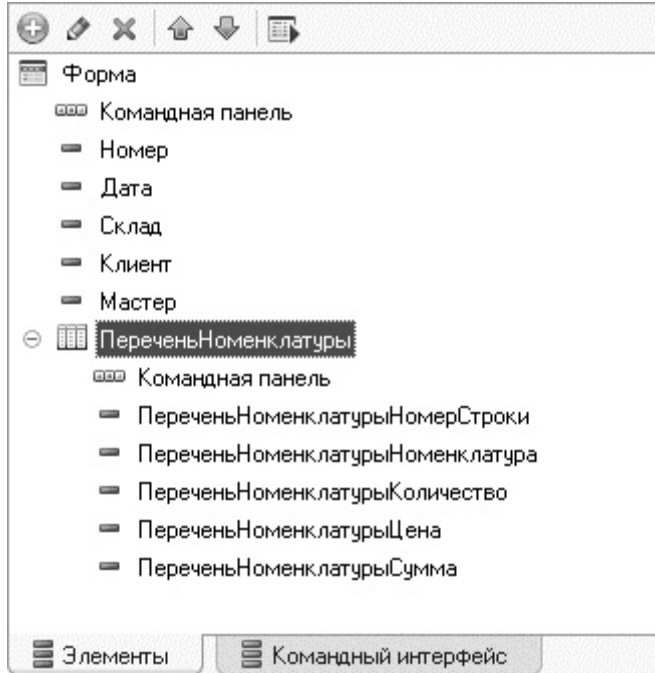 Форма
Командная панель
Номер
Дата
Склад
Клиент
Мастер
ПереченьНоменклатуры
Командная панель
ПереченьНоменклатурыНомерСтроки
ПереченьНоменклатурыНоменклатура
ПереченьНоменклатурыКоличество
ПереченьНоменклатурыЦена
ПереченьНоменклатурыСумма
Элементы Командный интерфейс